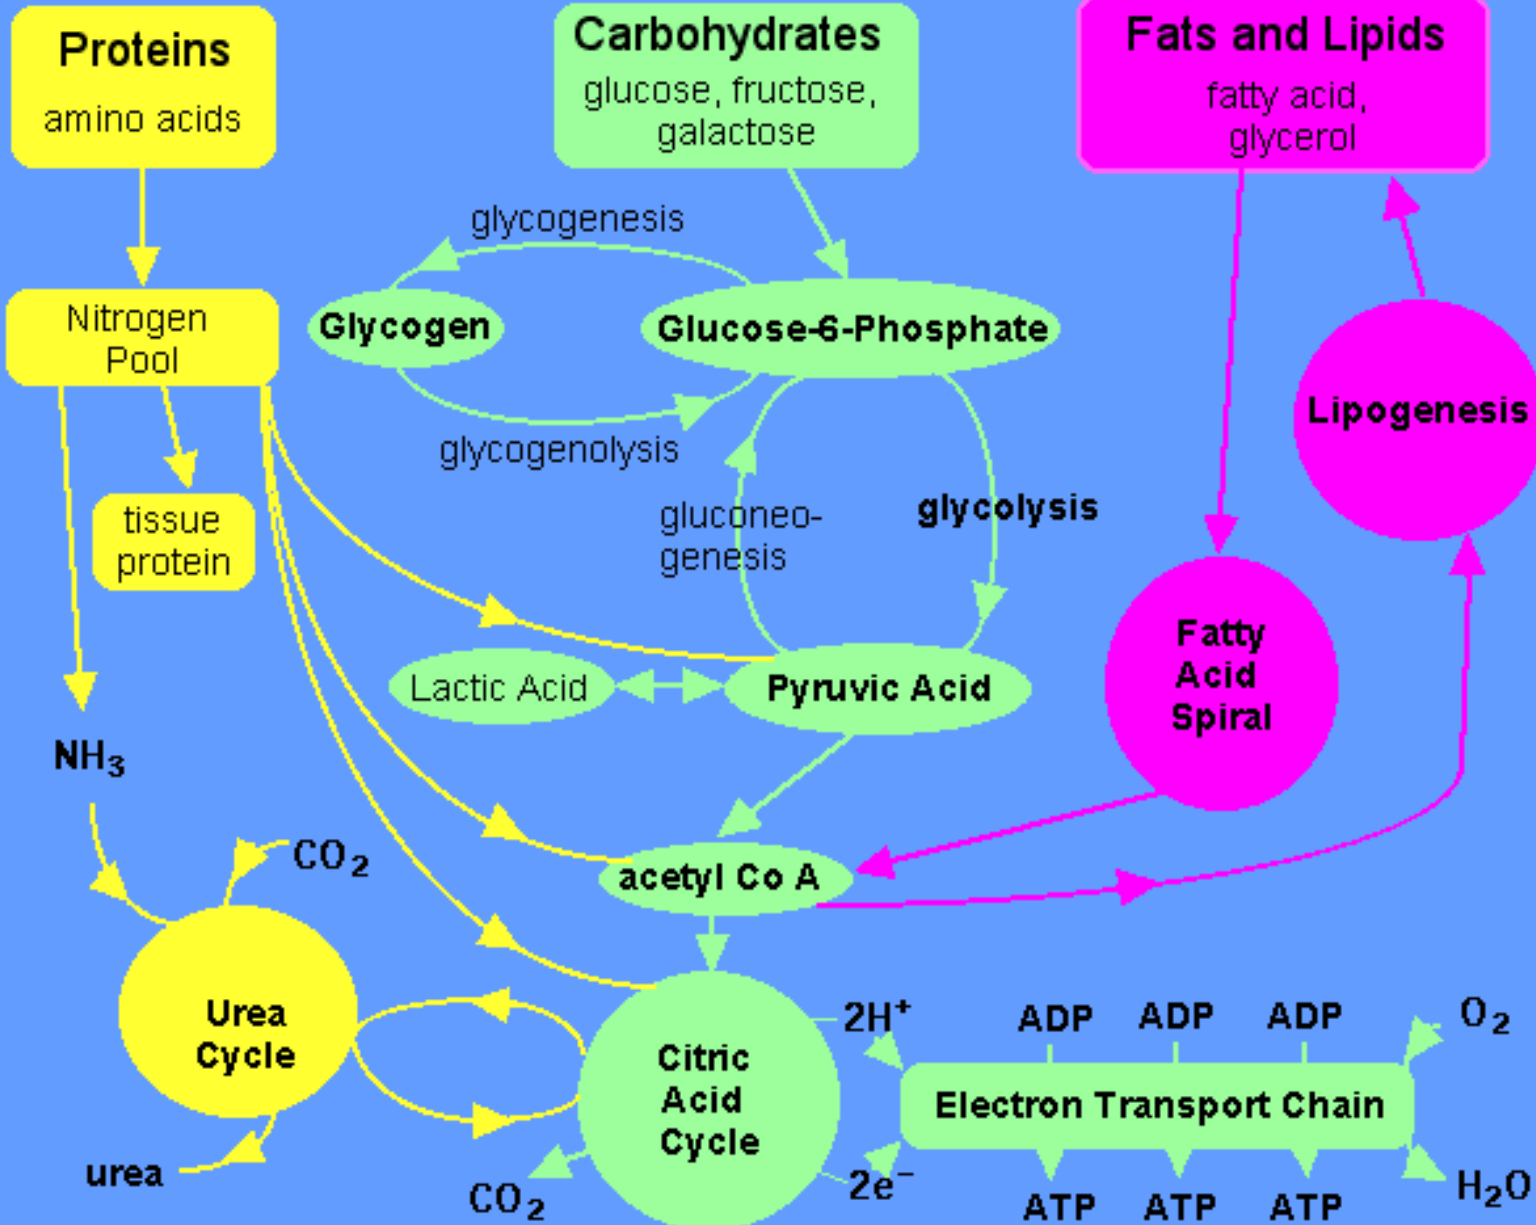 Proteins
amino acids
Carbohydrates
glucose, fructose,
galactose
Fats and Lipids
fatty acid,
glycerol
glycogenesis
Nitrogen
Pool
Glycogen
Glucose-6-Phosphate
Lipogenesis
glycogenolysis
tissue
protein
gluconeo-
genesis
glycolysis
Fatty
Acid
Spiral
Lactic Acid
Pyruvic Acid
NH₃
CO₂
acetyl Co A
Urea
Cycle
Citric
Acid
Cycle
2H⁺
ADP
ADP
ADP
O₂
Electron Transport Chain
urea
CO₂
2e⁻
ATP
ATP
ATP
H₂O